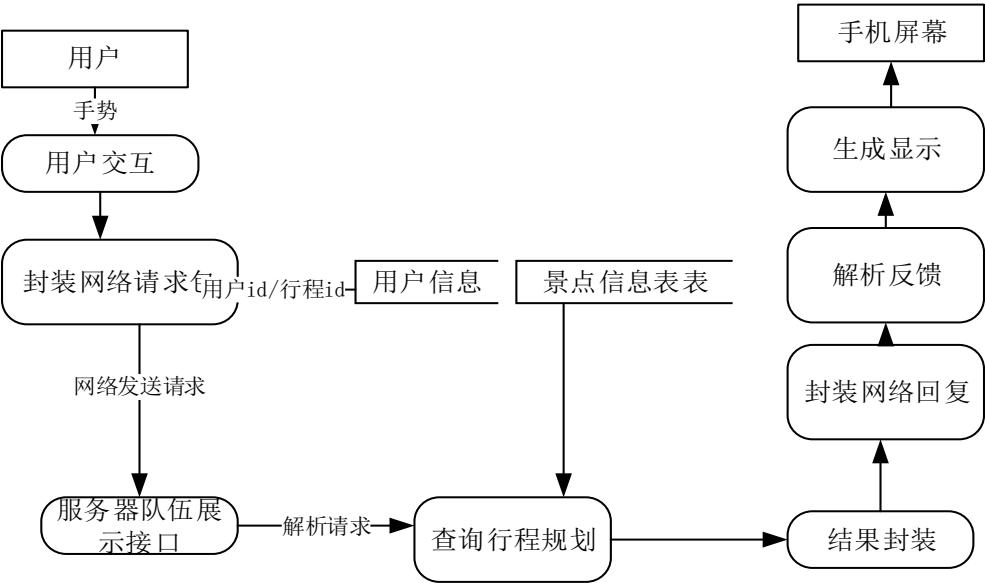 用户
手势
用户交互
封装网络请求包
用户id/行程id
用户信息
景点信息表表
网络发送请求
服务器队伍展
示接口
解析请求
查询行程规划
结果封装
封装网络回复
解析反馈
生成显示
手机屏幕